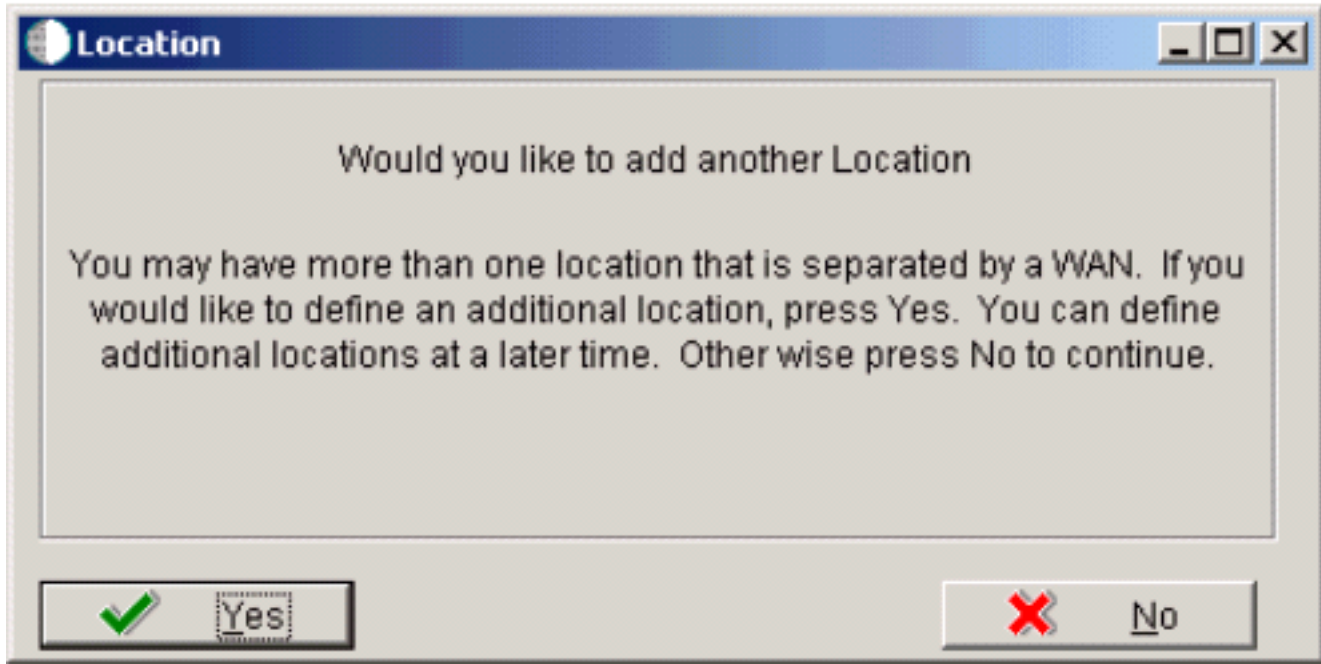 Location
Would you like to add another Location
You may have more than one location that is separated by a WAN.  If you
would like to define an additional location, press Yes.  You can define
additional locations at a later time.  Other wise press No to continue.
Yes
No